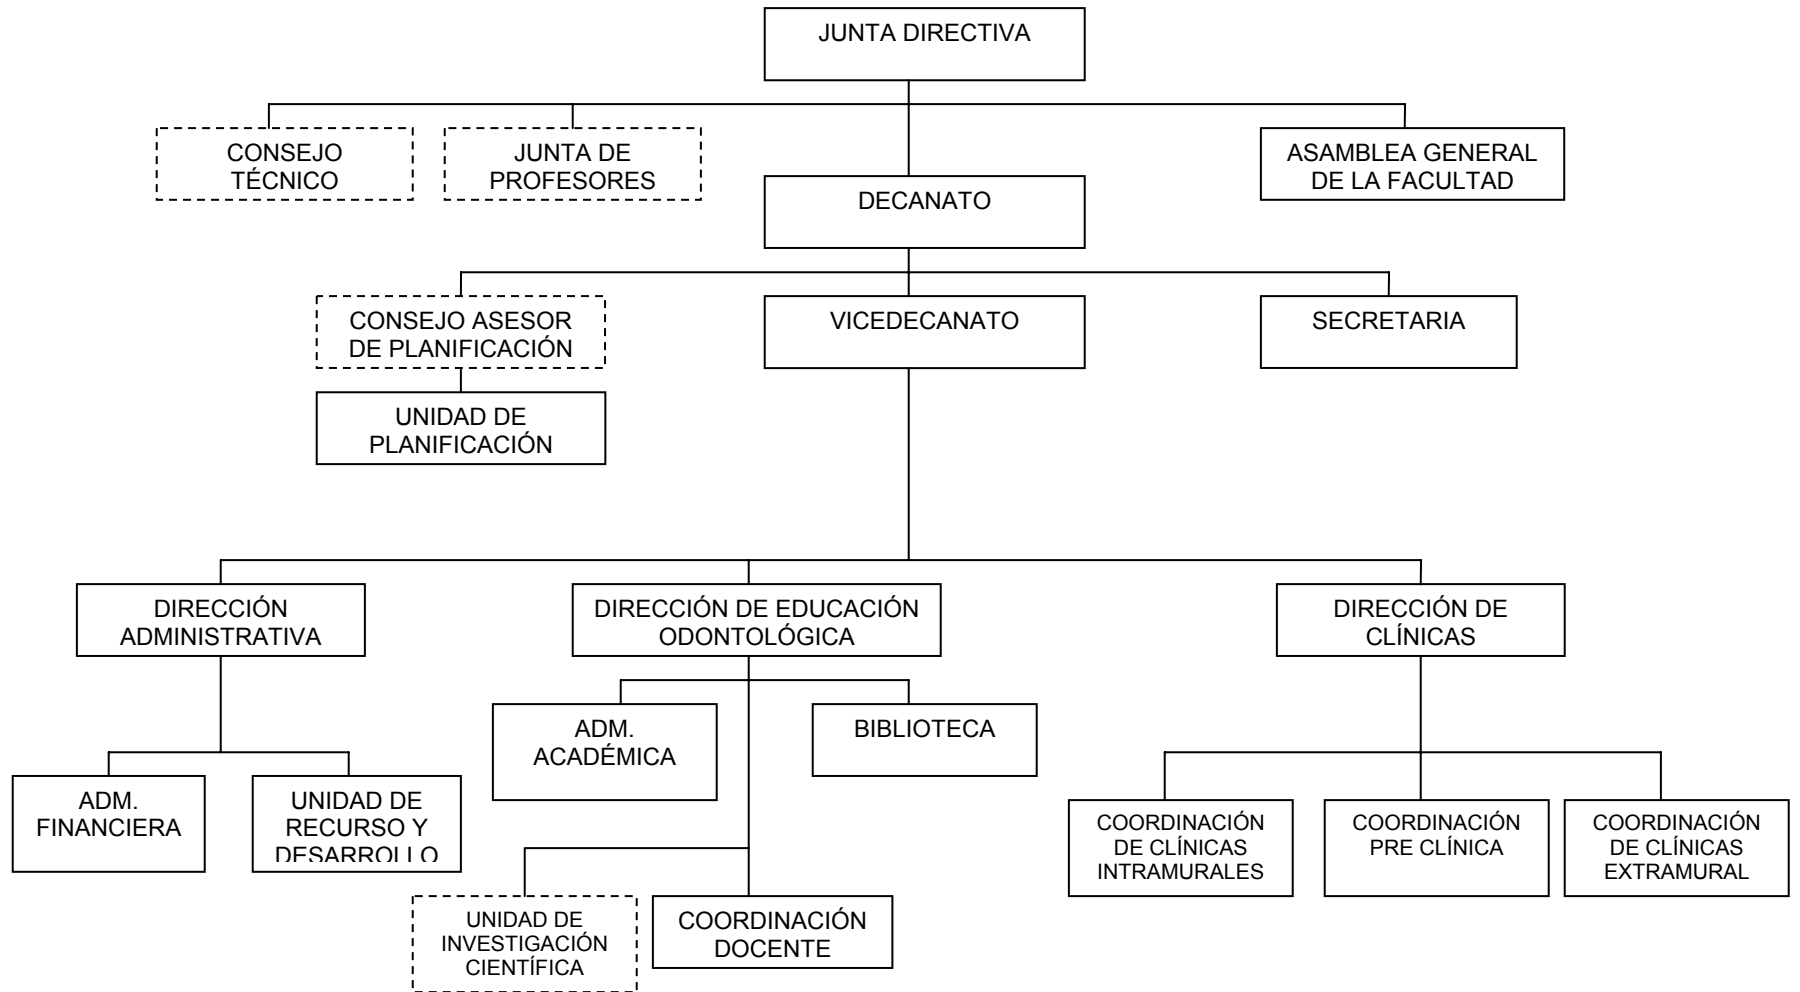 JUNTA DIRECTIVA
CONSEJO
TÉCNICO
JUNTA DE
PROFESORES
ASAMBLEA GENERAL
DE LA FACULTAD
DECANATO
CONSEJO ASESOR
DE PLANIFICACIÓN
VICEDECANATO
SECRETARIA
UNIDAD DE
PLANIFICACIÓN
DIRECCIÓN
ADMINISTRATIVA
DIRECCIÓN DE EDUCACIÓN
ODONTOLÓGICA
DIRECCIÓN DE
CLÍNICAS
ADM.
ACADÉMICA
BIBLIOTECA
ADM.
FINANCIERA
UNIDAD DE
RECURSO Y
DESARROLLO
COORDINACIÓN
DE CLÍNICAS
INTRAMURALES
COORDINACIÓN
PRE CLÍNICA
COORDINACIÓN
DE CLÍNICAS
EXTRAMURAL
UNIDAD DE
INVESTIGACIÓN
CIENTÍFICA
COORDINACIÓN
DOCENTE